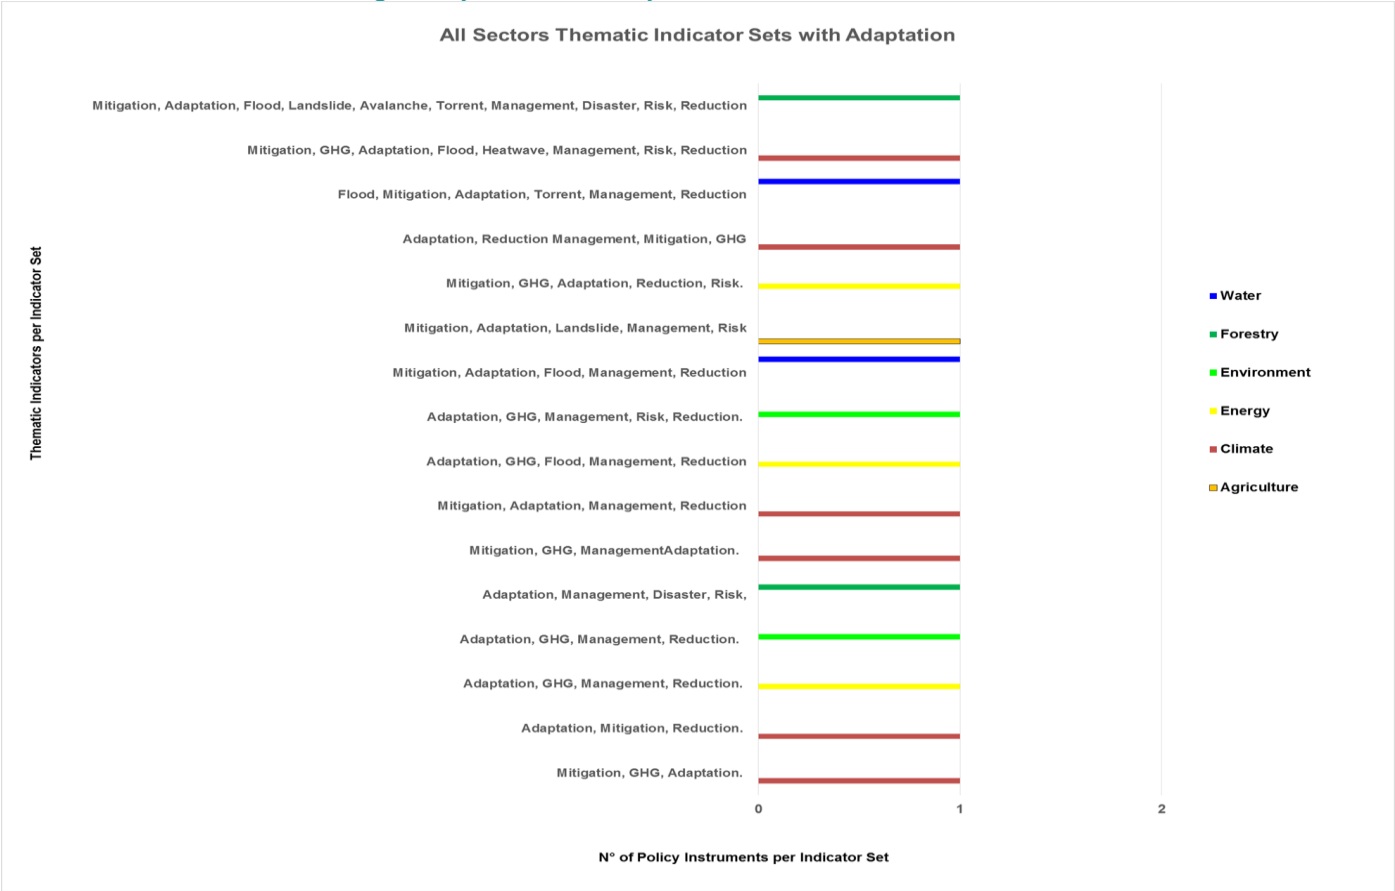 All Sectors Thematic Indicator Sets with Adaptation
Mitigation, Adaptation, Flood, Landslide, Avalanche, Torrent, Management, Disaster, Risk, Reduction
Mitigation, GHG, Adaptation, Flood, Heatwave, Management, Risk, Reduction
Flood, Mitigation, Adaptation, Torrent, Management, Reduction
Adaptation, Reduction Management, Mitigation, GHG
Mitigation, GHG, Adaptation, Reduction, Risk.
Mitigation, Adaptation, Landslide, Management, Risk
Mitigation, Adaptation, Flood, Management, Reduction
Adaptation, GHG, Management, Risk, Reduction.
Adaptation, GHG, Flood, Management, Reduction
Mitigation, Adaptation, Management, Reduction
Mitigation, GHG, ManagementAdaptation.
Adaptation, Management, Disaster, Risk,
Adaptation, GHG, Management, Reduction.
Adaptation, GHG, Management, Reduction.
Adaptation, Mitigation, Reduction.
Mitigation, GHG, Adaptation.
Thematic Indicators per Indicator Set
0 1 2
N° of Policy Instruments per Indicator Set
Water
Forestry
Environment
Energy
Climate
Agriculture